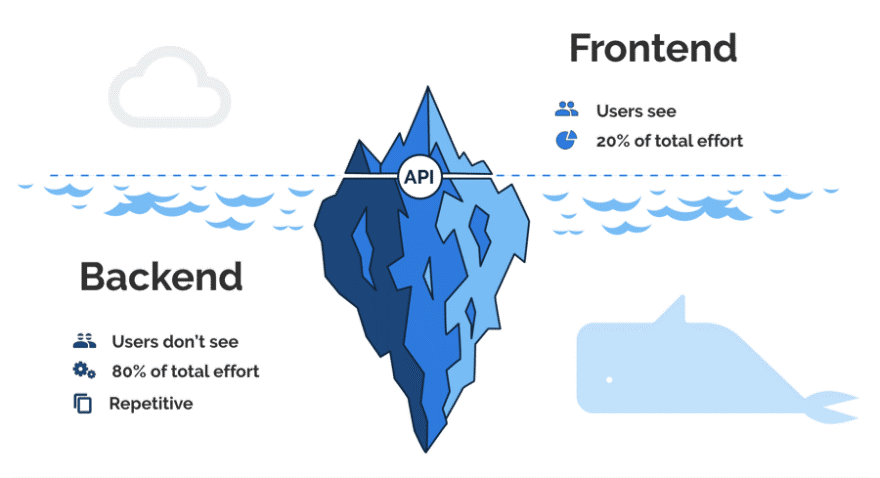 Frontend
Users see
20% of total effort
API
Backend
Users don't see
80% of total effort
Repetitive